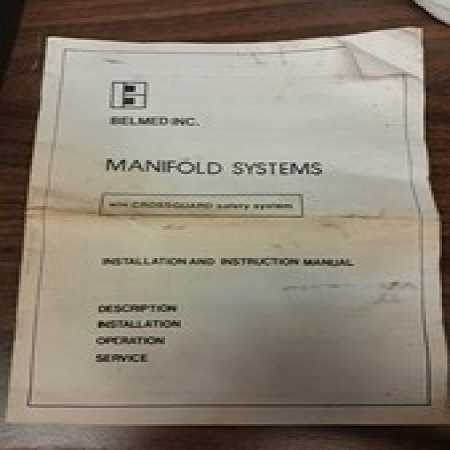 BELMED INC.
MANIFOLD SYSTEMS
with CROSSGUARD safety system
INSTALLATION AND INSTRUCTION MANUAL
DESCRIPTION
INSTALLATION
OPERATION
SERVICE